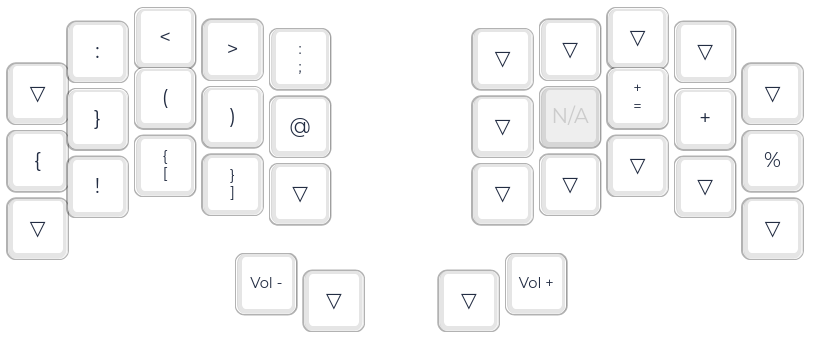 : < > :
;
▽ } ( ) @
{ ! {
[ }
] ▽
▽
Vol - ▽
▽ ▽ ▽ ▽ ▽
▽ N/A +
= + %
▽ ▽ ▽ ▽ ▽
▽ Vol +